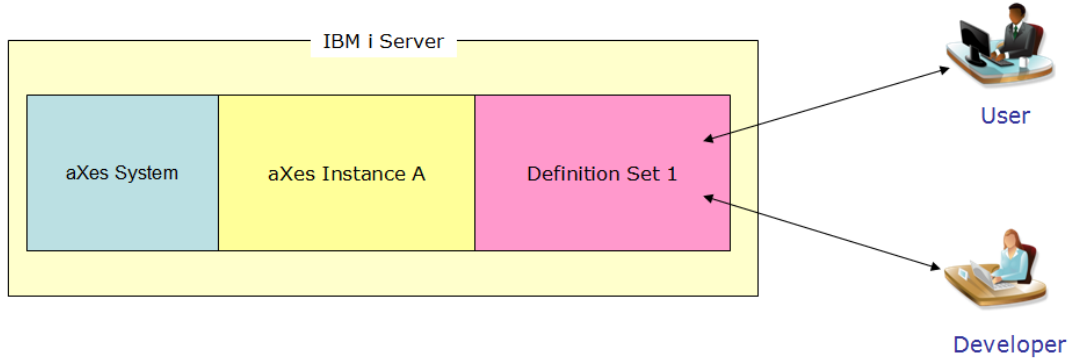 IBM i Server
aXes System
aXes Instance A
Definition Set 1
User
Developer